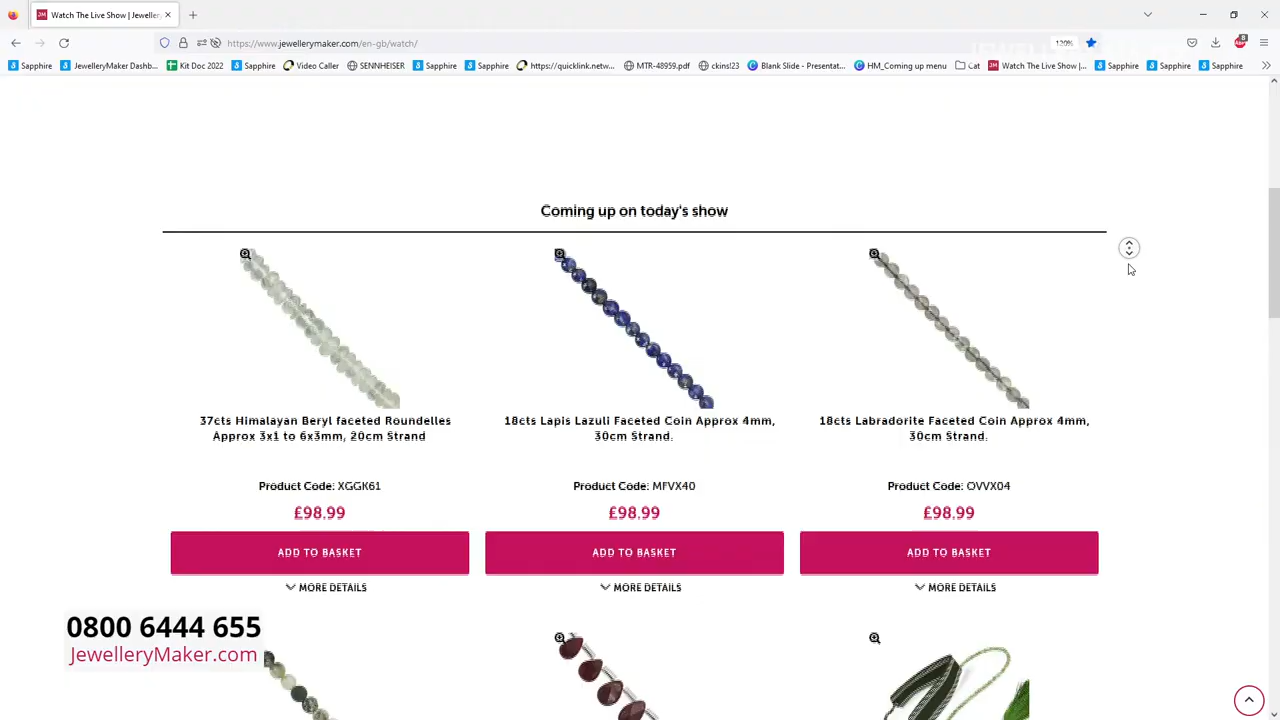 Watch The Live Show | Jeweller
https://www.jewellerymaker.com/en-gb/watch/
120%
Sapphire
JewelleryMaker Dashb...
Kit Doc 2022
Sapphire
Video Caller
SENNHEISER
Sapphire
Sapphire
https://quicklink.netw...
MTR-48959.pdf
ckins!23
Blank Slide - Presentat...
HM_Coming up menu
Cat
Watch The Live Show |...
Sapphire
Sapphire
Sapphire
Coming up on today's show
37cts Himalayan Beryl faceted Roundelles
Approx 3x1 to 6x3mm, 20cm Strand
Product Code: XGGK61
£98.99
ADD TO BASKET
MORE DETAILS
18cts Lapis Lazuli Faceted Coin Approx 4mm,
30cm Strand.
Product Code: MFVX40
£98.99
ADD TO BASKET
MORE DETAILS
18cts Labradorite Faceted Coin Approx 4mm,
30cm Strand.
Product Code: OVVX04
£98.99
ADD TO BASKET
MORE DETAILS
0800 6444 655
JewelleryMaker.com